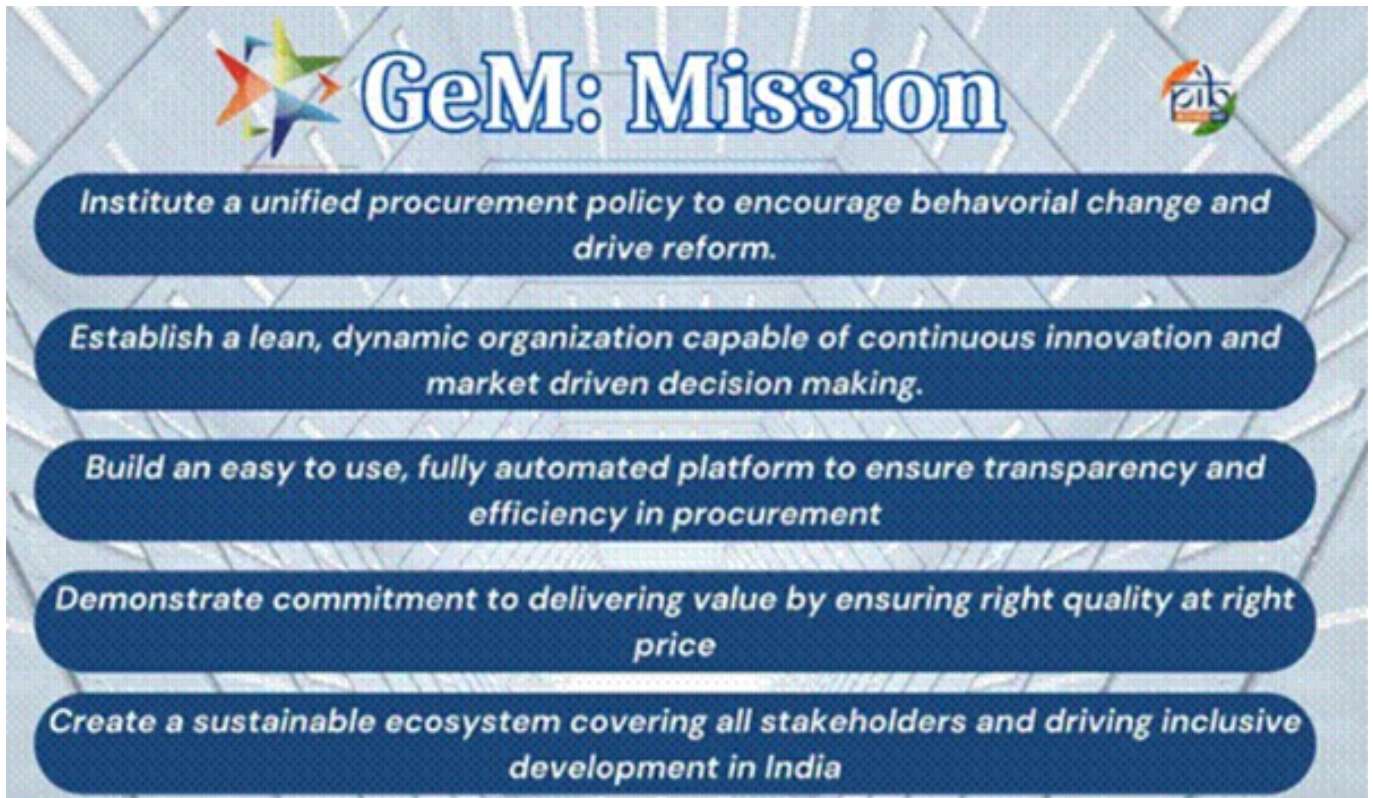 GeM: Mission
pib
Institute a unified procurement policy to encourage behavorial change and
drive reform.
Establish a lean, dynamic organization capable of continuous innovation and
market driven decision making.
Build an easy to use, fully automated platform to ensure transparency and
efficiency in procurement
Demonstrate commitment to delivering value by ensuring right quality at right
price
Create a sustainable ecosystem covering all stakeholders and driving inclusive
development in India